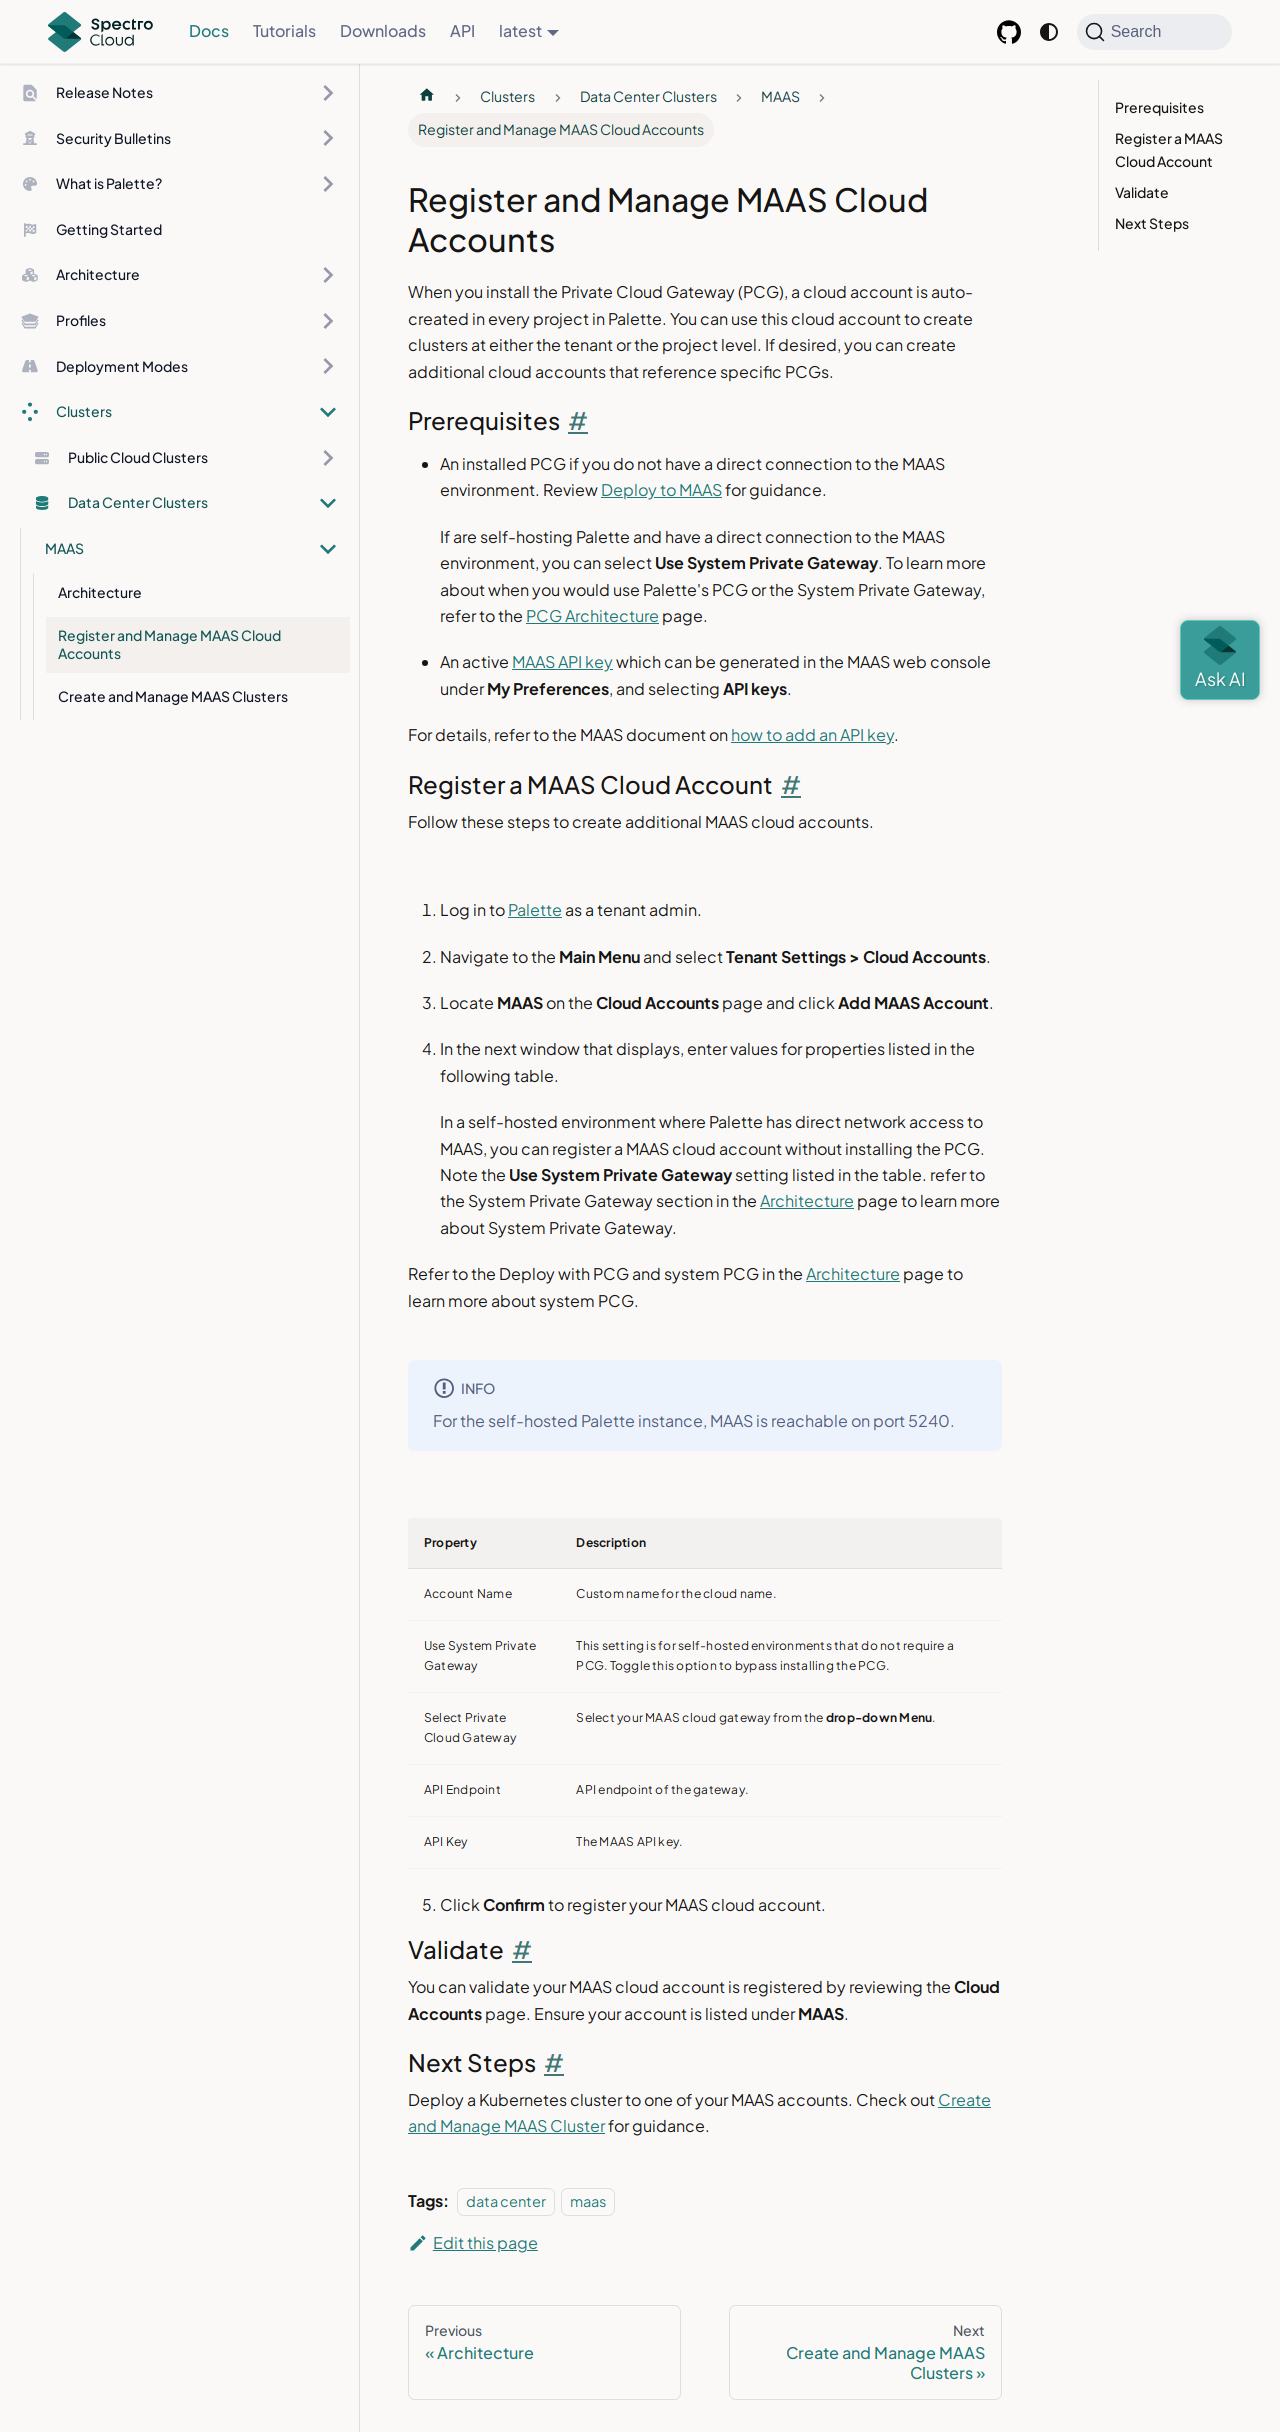 Spectro
Cloud
Docs
Tutorials
Downloads
API
latest
Search
Release Notes
Security Bulletins
What is Palette?
Getting Started
Architecture
Profiles
Deployment Modes
Clusters
Public Cloud Clusters
Data Center Clusters
MAAS
Architecture
Register and Manage MAAS Cloud
Accounts
Create and Manage MAAS Clusters
Clusters
Data Center Clusters
MAAS
Register and Manage MAAS Cloud Accounts
Register and Manage MAAS Cloud
Accounts
When you install the Private Cloud Gateway (PCG), a cloud account is auto-
created in every project in Palette. You can use this cloud account to create
clusters at either the tenant or the project level. If desired, you can create
additional cloud accounts that reference specific PCGs.
Prerequisites #
An installed PCG if you do not have a direct connection to the MAAS
environment. Review Deploy to MAAS for guidance.
If are self-hosting Palette and have a direct connection to the MAAS
environment, you can select Use System Private Gateway. To learn more
about when you would use Palette's PCG or the System Private Gateway,
refer to the PCG Architecture page.
An active MAAS API key which can be generated in the MAAS web console
under My Preferences, and selecting API keys.
For details, refer to the MAAS document on how to add an API key.
Register a MAAS Cloud Account #
Follow these steps to create additional MAAS cloud accounts.
1. Log in to Palette as a tenant admin.
2. Navigate to the Main Menu and select Tenant Settings > Cloud Accounts.
3. Locate MAAS on the Cloud Accounts page and click Add MAAS Account.
4. In the next window that displays, enter values for properties listed in the
following table.
In a self-hosted environment where Palette has direct network access to
MAAS, you can register a MAAS cloud account without installing the PCG.
Note the Use System Private Gateway setting listed in the table. refer to
the System Private Gateway section in the Architecture page to learn more
about System Private Gateway.
Refer to the Deploy with PCG and system PCG in the Architecture page to
learn more about system PCG.
INFO
For the self-hosted Palette instance, MAAS is reachable on port 5240.
Property Description
Account Name Custom name for the cloud name.
Use System Private This setting is for self-hosted environments that do not require a
Gateway PCG. Toggle this option to bypass installing the PCG.
Select Private Select your MAAS cloud gateway from the drop-down Menu.
Cloud Gateway
API Endpoint API endpoint of the gateway.
API Key The MAAS API key.
5. Click Confirm to register your MAAS cloud account.
Validate #
You can validate your MAAS cloud account is registered by reviewing the Cloud
Accounts page. Ensure your account is listed under MAAS.
Next Steps #
Deploy a Kubernetes cluster to one of your MAAS accounts. Check out Create
and Manage MAAS Cluster for guidance.
Tags: data center maas
Edit this page
Previous
« Architecture
Next
Create and Manage MAAS
Clusters »
Prerequisites
Register a MAAS
Cloud Account
Validate
Next Steps
Ask AI